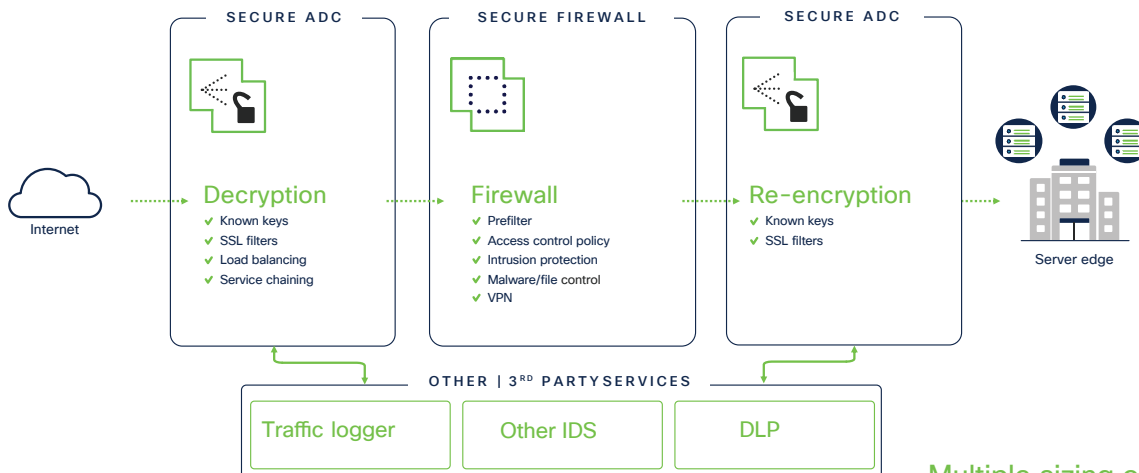 SECURE ADC
SECURE FIREWALL
SECURE ADC
Internet
Decryption
Known keys
SSL filters
Load balancing
Service chaining
Firewall
Prefilter
Access control policy
Intrusion protection
Malware/file control
VPN
Re-encryption
Known keys
SSL filters
Server edge
OTHER | 3RD PARTYSERVICES
Traffic logger
Other IDS
DLP
Multiple sizing